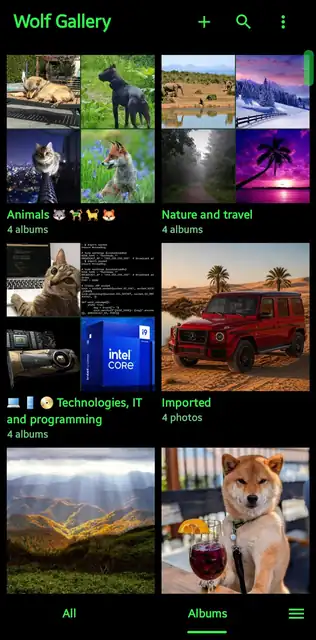 Wolf Gallery
Animals 🐺🐕‍🦺🐈🦊
4 albums
Nature and travel
4 albums
intel
CORE
i9
💻📱📀 Technologies, IT
and programming
4 albums
Imported
4 photos
All
Albums